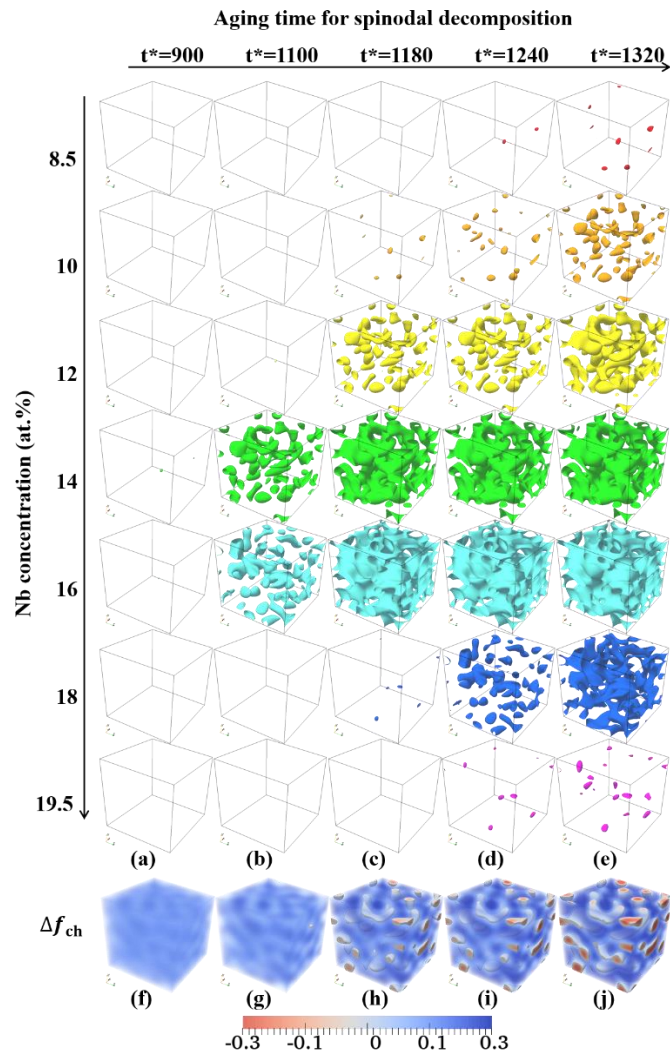 Aging time for spinodal decomposition
t*=900 t*=1100 t*=1180 t*=1240 t*=1320
Nb concentration (at.%)
8.5
10
12
14
16
18
19.5
(a) (b) (c) (d) (e)
Δf_ch
(f) (g) (h) (i) (j)
-0.3 -0.1 0 0.1 0.3